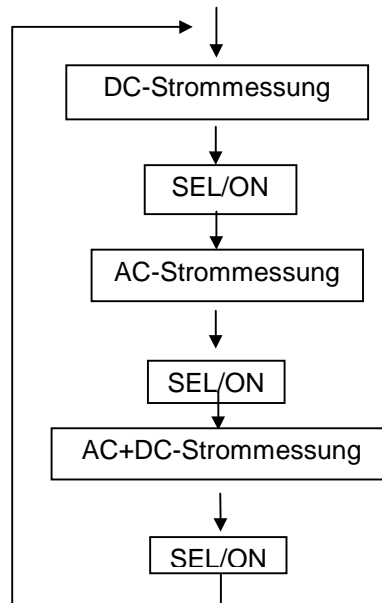 DC-Strommessung
SEL/ON
AC-Strommessung
SEL/ON
AC+DC-Strommessung
SEL/ON